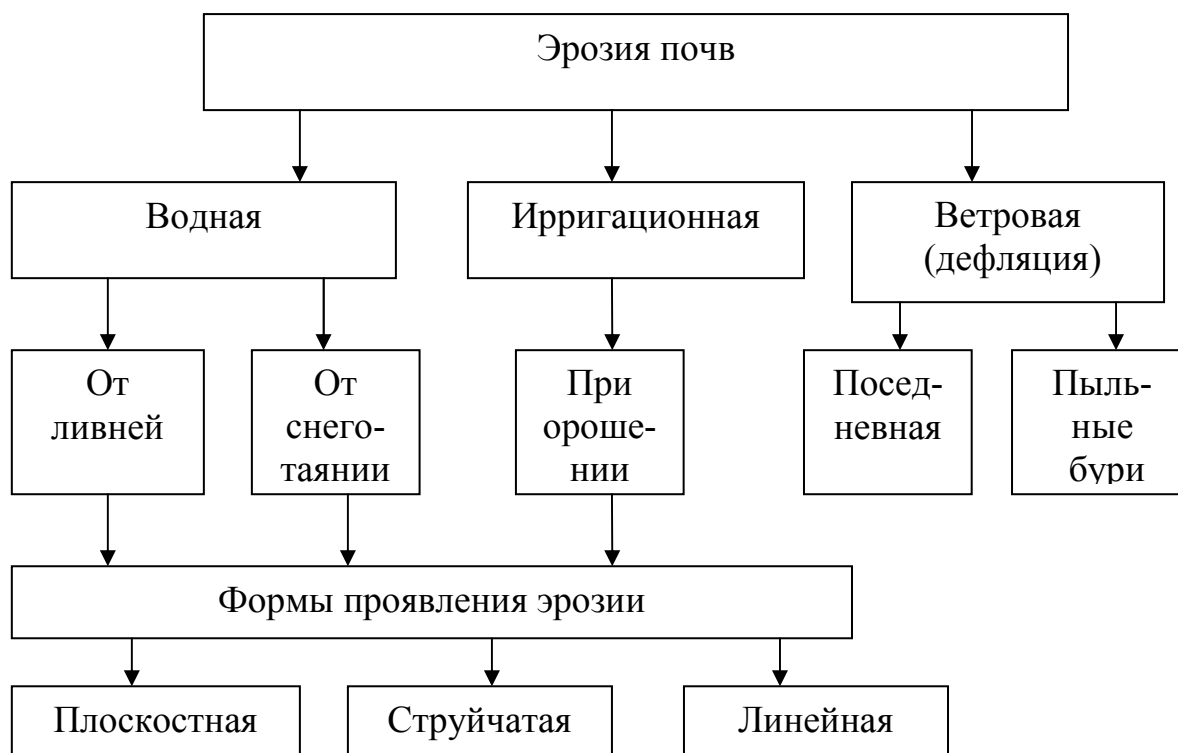 Эрозия почв
Водная
Ирригационная
Ветровая
(дефляция)
От
ливней
От
снего-
таянии
При
ороше-
нии
Посед-
невная
Пыль-
ные
бури
Формы проявления эрозии
Плоскостная
Струйчатая
Линейная